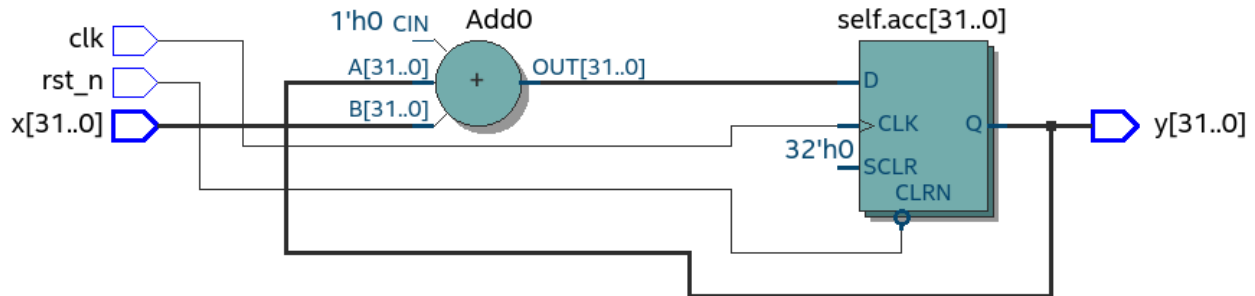 1'h0 CIN Add0 self.acc[31..0]
clk
A[31..0] OUT[31..0]
rst_n + D
B[31..0]
x[31..0] CLK Q y[31..0]
32'h0
SCLR
CLRN